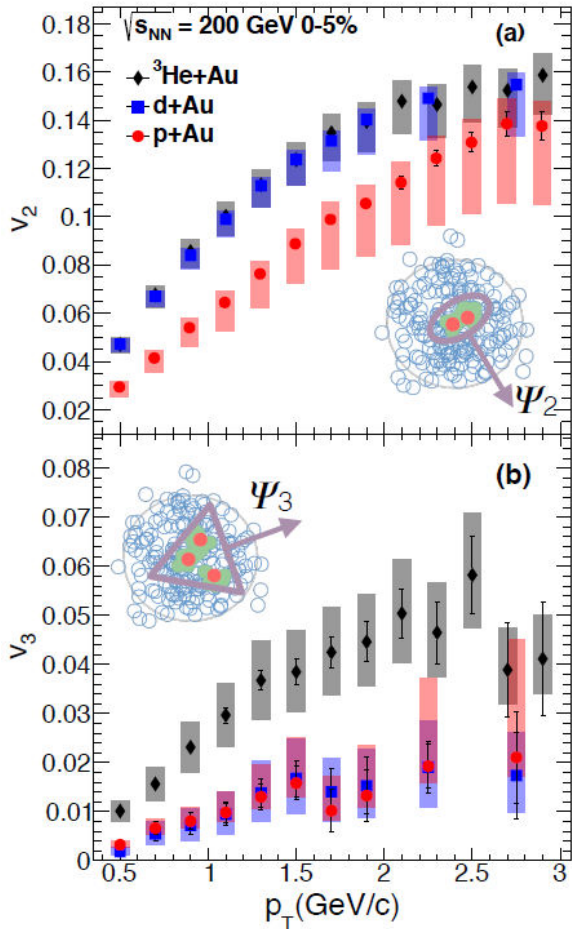 √sNN = 200 GeV 0-5%
(a)
³He+Au
d+Au
p+Au
v₂
0.18
0.16
0.14
0.12
0.1
0.08
0.06
0.04
0.02
Ψ₂
(b)
Ψ₃
v₃
0.08
0.07
0.06
0.05
0.04
0.03
0.02
0.01
0
0.5 1 1.5 2 2.5 3
pT(GeV/c)